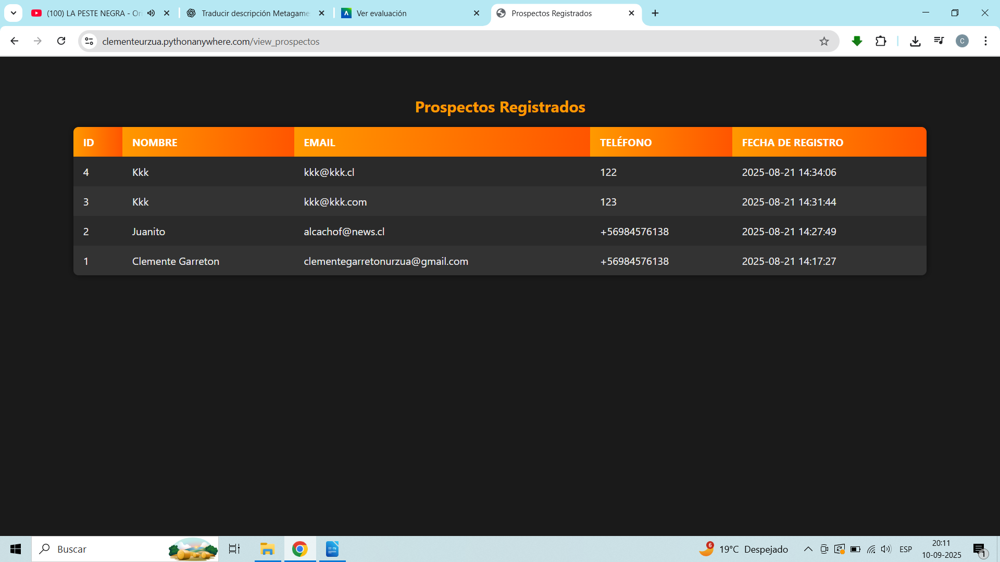 (100) LA PESTE NEGRA - Ori
Traducir descripción Metagame
Ver evaluación
Prospectos Registrados
clementeurzua.pythonanywhere.com/view_prospectos
C
Prospectos Registrados
ID NOMBRE EMAIL TELÉFONO FECHA DE REGISTRO
4 Kkk kkk@kkk.cl 122 2025-08-21 14:34:06
3 Kkk kkk@kkk.com 123 2025-08-21 14:31:44
2 Juanito alcachof@news.cl +56984576138 2025-08-21 14:27:49
1 Clemente Garreton clementegarretonurzua@gmail.com +56984576138 2025-08-21 14:17:27
Buscar
6
19°C Despejado
ESP
20:11
10-09-2025
1